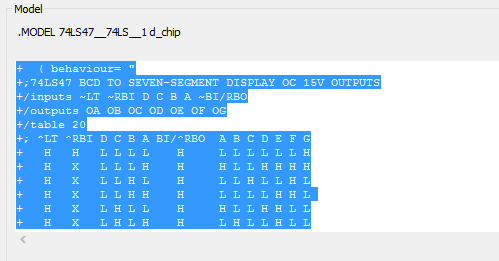 Model
.MODEL 74LS47__74LS__1 d_chip
+  ( behaviour= "
+;74LS47 BCD TO SEVEN-SEGMENT DISPLAY OC 15V OUTPUTS
+/inputs ~LT ~RBI D C B A ~BI/RBO
+/outputs OA OB OC OD OE OF OG
+/table 20
+; ^LT ^RBI D C B A BI/^RBO  A B C D E F G
+   H   H   L L L L    H     L L L L L L H
+   H   X   L L L H    H     H L L H H H H
+   H   X   L L H L    H     L L H L L H L
+   H   X   L L H H    H     L L L L H H L
+   H   X   L H L L    H     H L L H H L L
+   H   X   L H L H    H     L H L L H L L